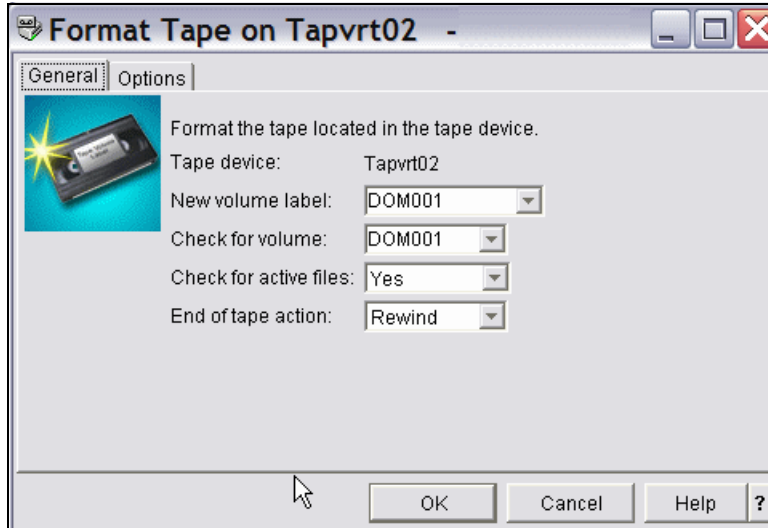 Format Tape on Tapvrt02 -
General Options
Format the tape located in the tape device.
Tape device: Tapvrt02
New volume label: DOM001
Check for volume: DOM001
Check for active files: Yes
End of tape action: Rewind
OK Cancel Help ?